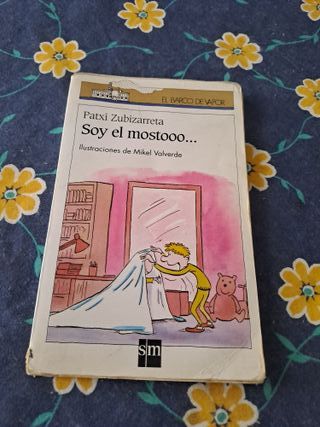 EL BARCO DE VAPOR
Patxi Zubizarreta
Soy el mostooo...
Ilustraciones de Mikel Valverde
sm